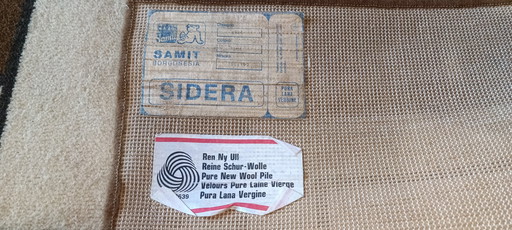 SAMIT
BORGOSESIA
SIDERA
PURA
LANA
VERGINE
Ren Ny Ull
Reine Schur-Wolle
Pure New Wool Pile
Velours Pure Laine Vierge
Pura Lana Vergine